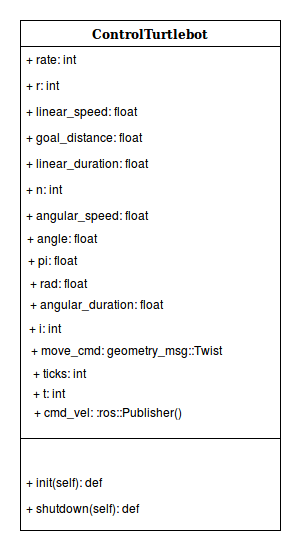 ControlTurtlebot
+ rate: int
+ r: int
+ linear_speed: float
+ goal_distance: float
+ linear_duration: float
+ n: int
+ angular_speed: float
+ angle: float
+ pi: float
+ rad: float
+ angular_duration: float
+ i: int
+ move_cmd: geometry_msg::Twist
+ ticks: int
+ t: int
+ cmd_vel: :ros::Publisher()
+ init(self): def
+ shutdown(self): def